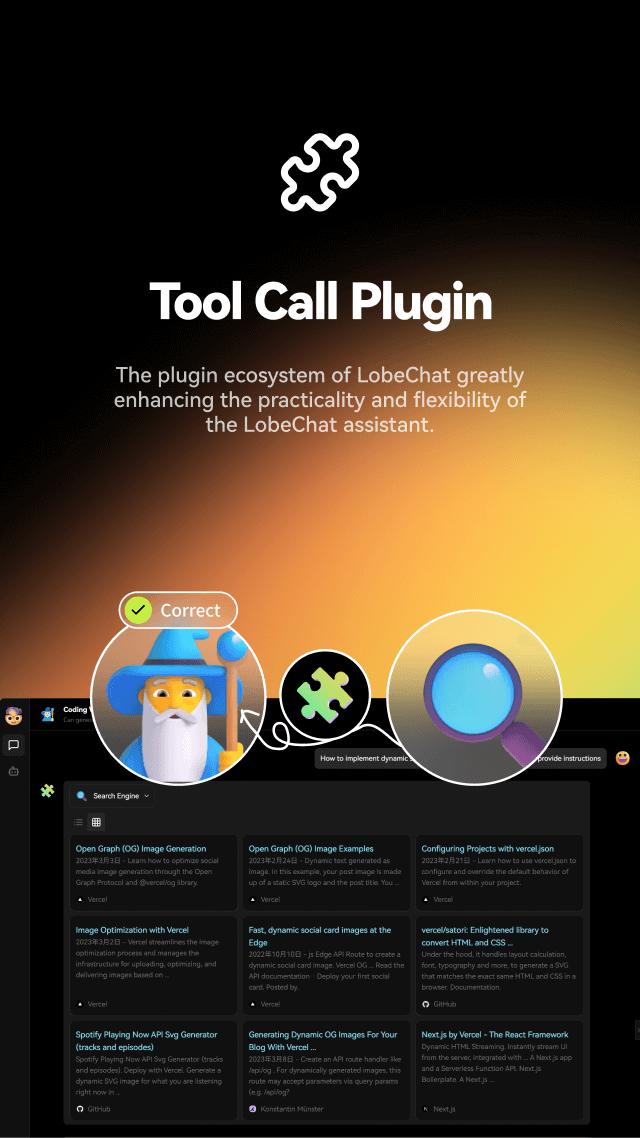 Tool Call Plugin
The plugin ecosystem of LobeChat greatly
enhancing the practicality and flexibility of
the LobeChat assistant.
Correct
Coding
Can gene
How to implement dynamic
provide instructions
Search Engine
Open Graph (OG) Image Generation
2023年3月3日 - Learn how to optimize social
media image generation through the Open
Graph Protocol and @vercel/og library.
Vercel
Open Graph (OG) Image Examples
2023年2月24日 - Dynamic text generated as
image. In this example, your post image is made
up of a static SVG logo and the post title. You ...
Vercel
Configuring Projects with vercel.json
2023年2月21日 - Learn how to use vercel.json to
configure and override the default behavior of
Vercel from within your project.
Vercel
Image Optimization with Vercel
2023年3月2日 - Vercel streamlines the image
optimization process and manages the
infrastructure for uploading, optimizing, and
delivering images based on ...
Vercel
Fast, dynamic social card images at the
Edge
2022年10月10日 - js Edge API Route to create a
dynamic social card image. Vercel OG ... Read the
API documentation · Deploy your first social
card. Posted by.
Vercel
vercel/satori: Enlightened library to
convert HTML and CSS ...
Under the hood, it handles layout calculation,
font, typography and more, to generate a SVG
that matches the exact same HTML and CSS in a
browser. Documentation.
GitHub
Spotify Playing Now API Svg Generator
(tracks and episodes)
Spotify Playing Now API Svg Generator (tracks
and episodes). Deploy with Vercel. Generate a
dynamic SVG image for what you are listening
right now in ...
GitHub
Generating Dynamic OG Images For Your
Blog With Vercel ...
2023年3月8日 - Create an API route handler like
/api/og . For dynamically generated images, this
route may accept parameters via query params
(e.g. /api/og?
Konstantin Münster
Next.js by Vercel - The React Framework
Dynamic HTML Streaming. Instantly stream UI
from the server, integrated with ... A Next.js app
and a Serverless Function API. Next.js
Boilerplate. A Next.js ...
Next.js